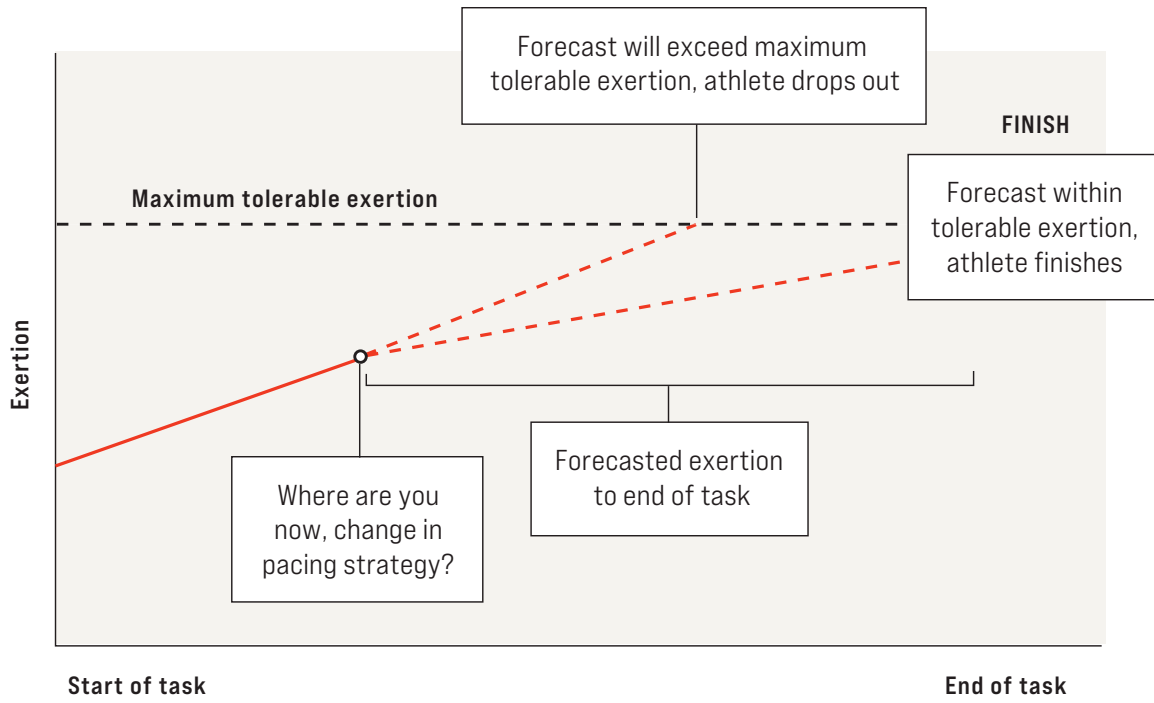 Forecast will exceed maximum
tolerable exertion, athlete drops out
FINISH
Maximum tolerable exertion
Forecast within
tolerable exertion,
athlete finishes
Exertion
Where are you
now, change in
pacing strategy?
Forecasted exertion
to end of task
Start of task
End of task